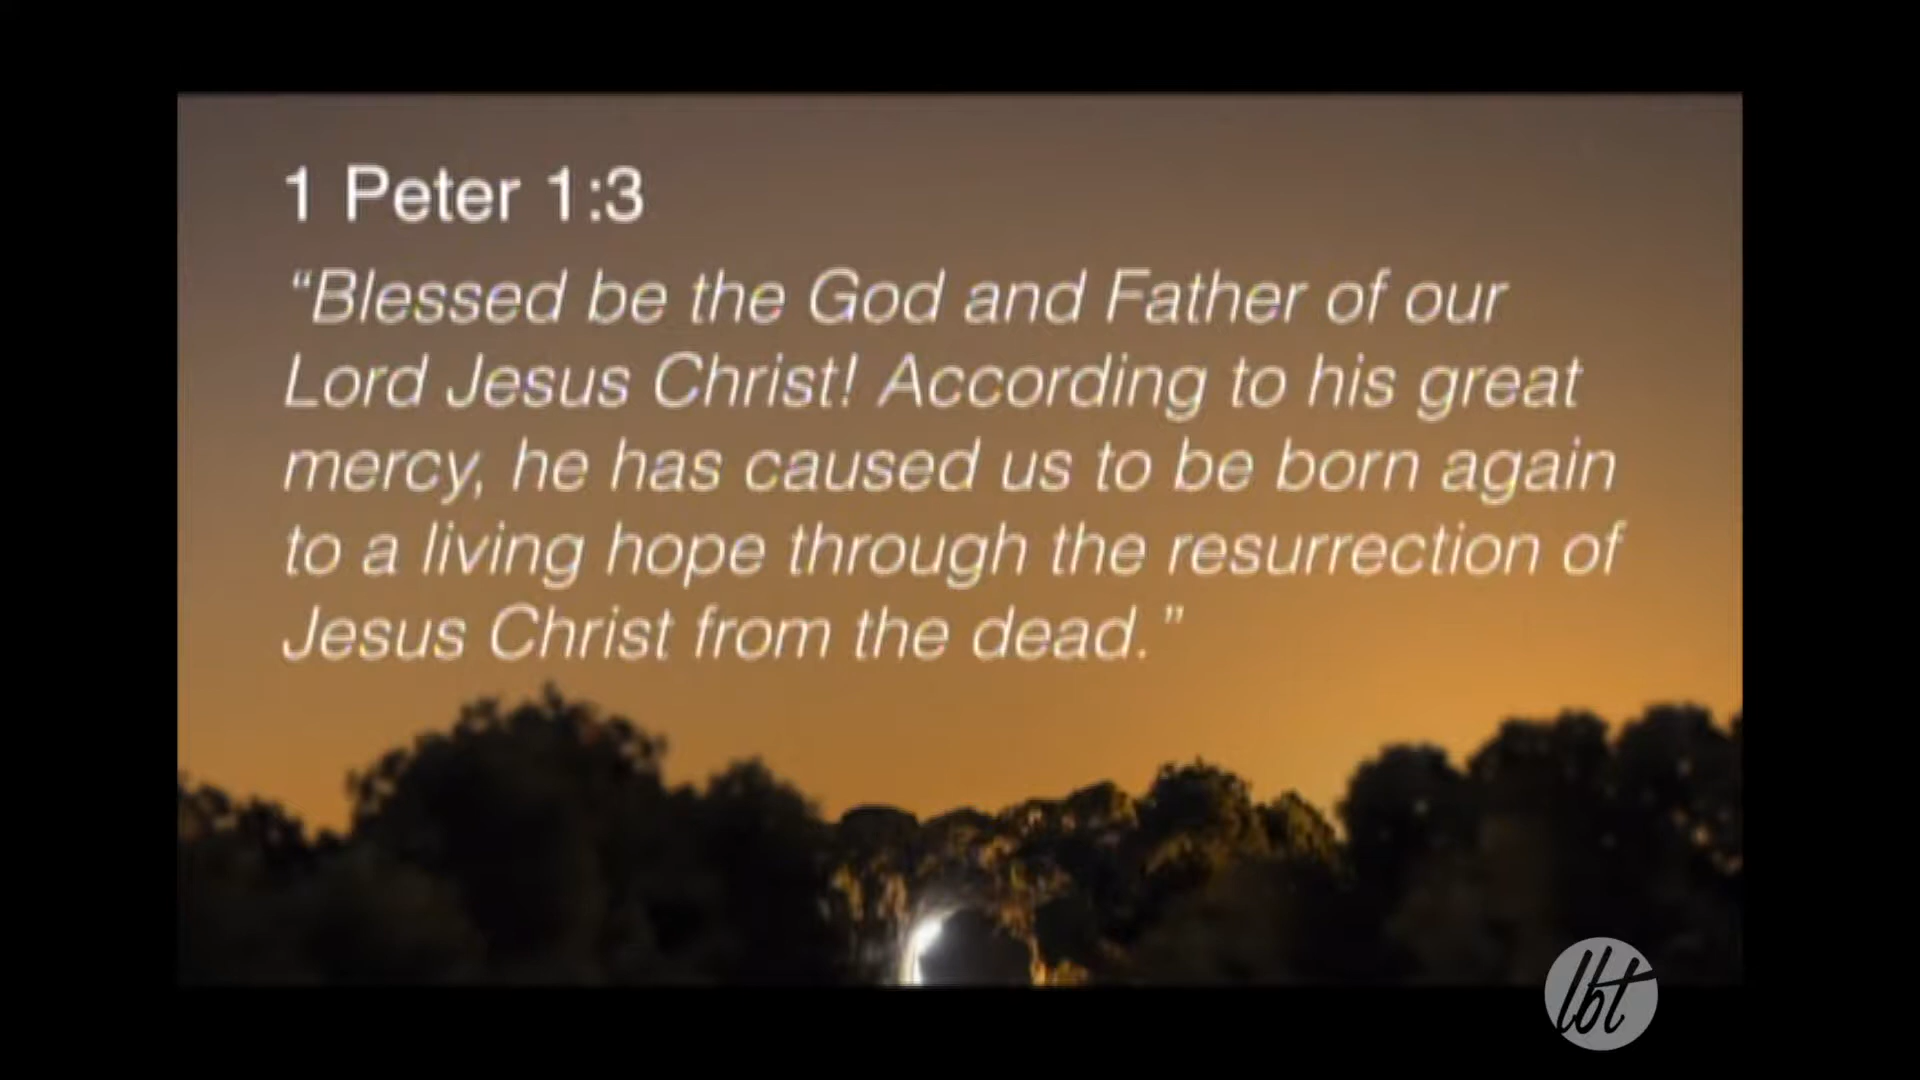 1 Peter 1:3
“Blessed be the God and Father of our
Lord Jesus Christ! According to his great
mercy, he has caused us to be born again
to a living hope through the resurrection of
Jesus Christ from the dead.”
lbt